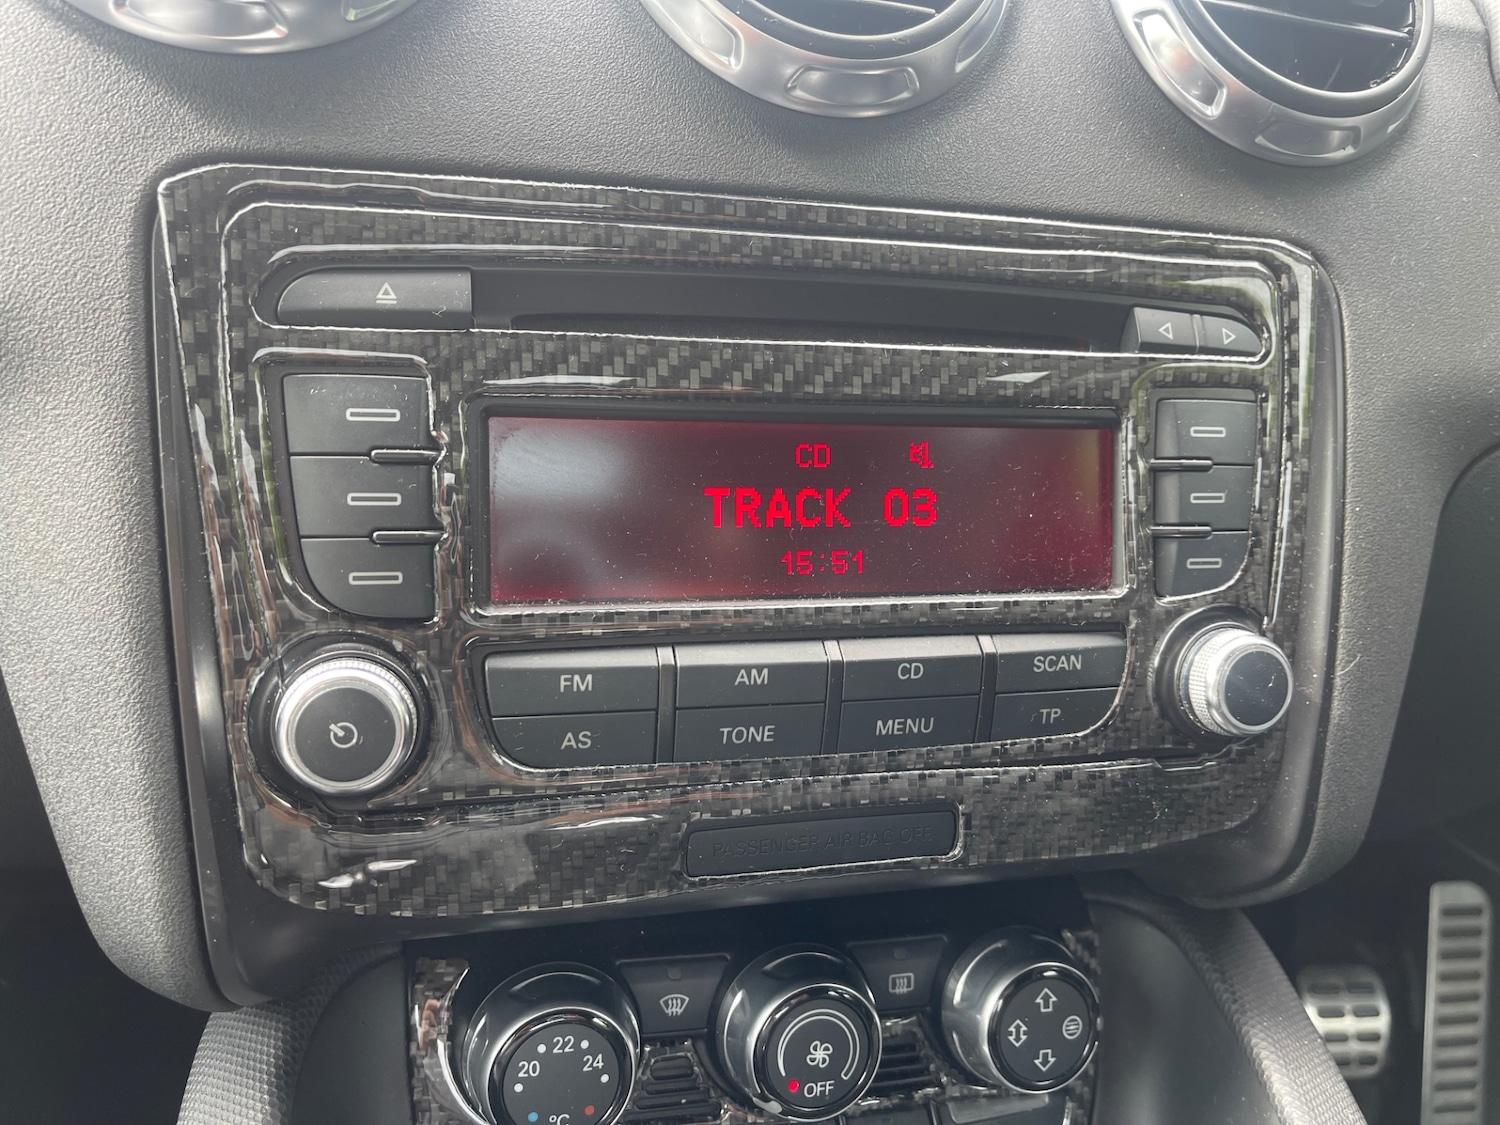 CD
TRACK 03
15:51
FM AM CD SCAN
AS TONE MENU TP
PASSENGER AIR BAG OFF
20 22 24
°C
OFF